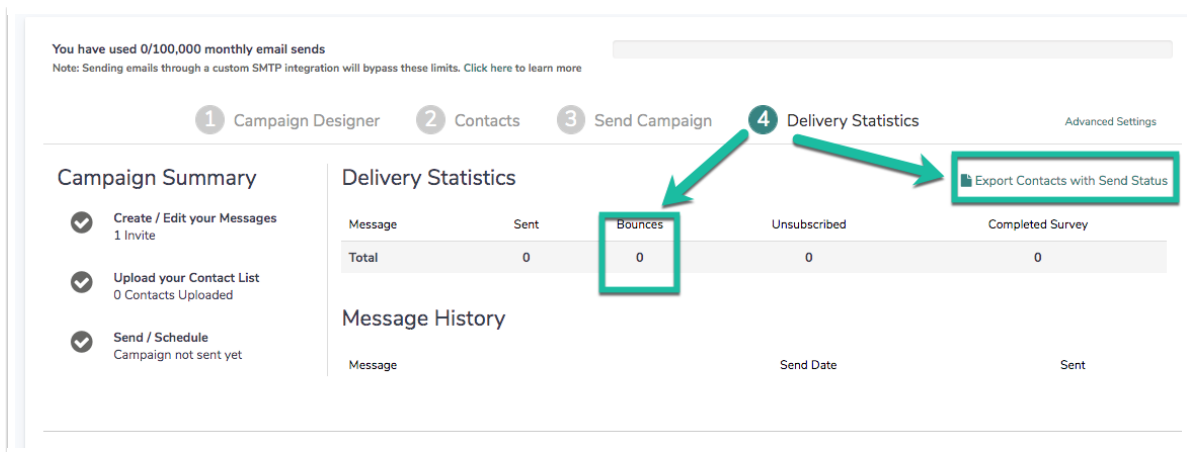 You have used 0/100,000 monthly email sends
Note: Sending emails through a custom SMTP integration will bypass these limits. Click here to learn more
1 Campaign Designer 2 Contacts 3 Send Campaign 4 Delivery Statistics Advanced Settings
Campaign Summary
Create / Edit your Messages
1 Invite
Upload your Contact List
0 Contacts Uploaded
Send / Schedule
Campaign not sent yet
Delivery Statistics
Export Contacts with Send Status
Message Sent Bounces Unsubscribed Completed Survey
Total 0 0 0 0
Message History
Message Send Date Sent